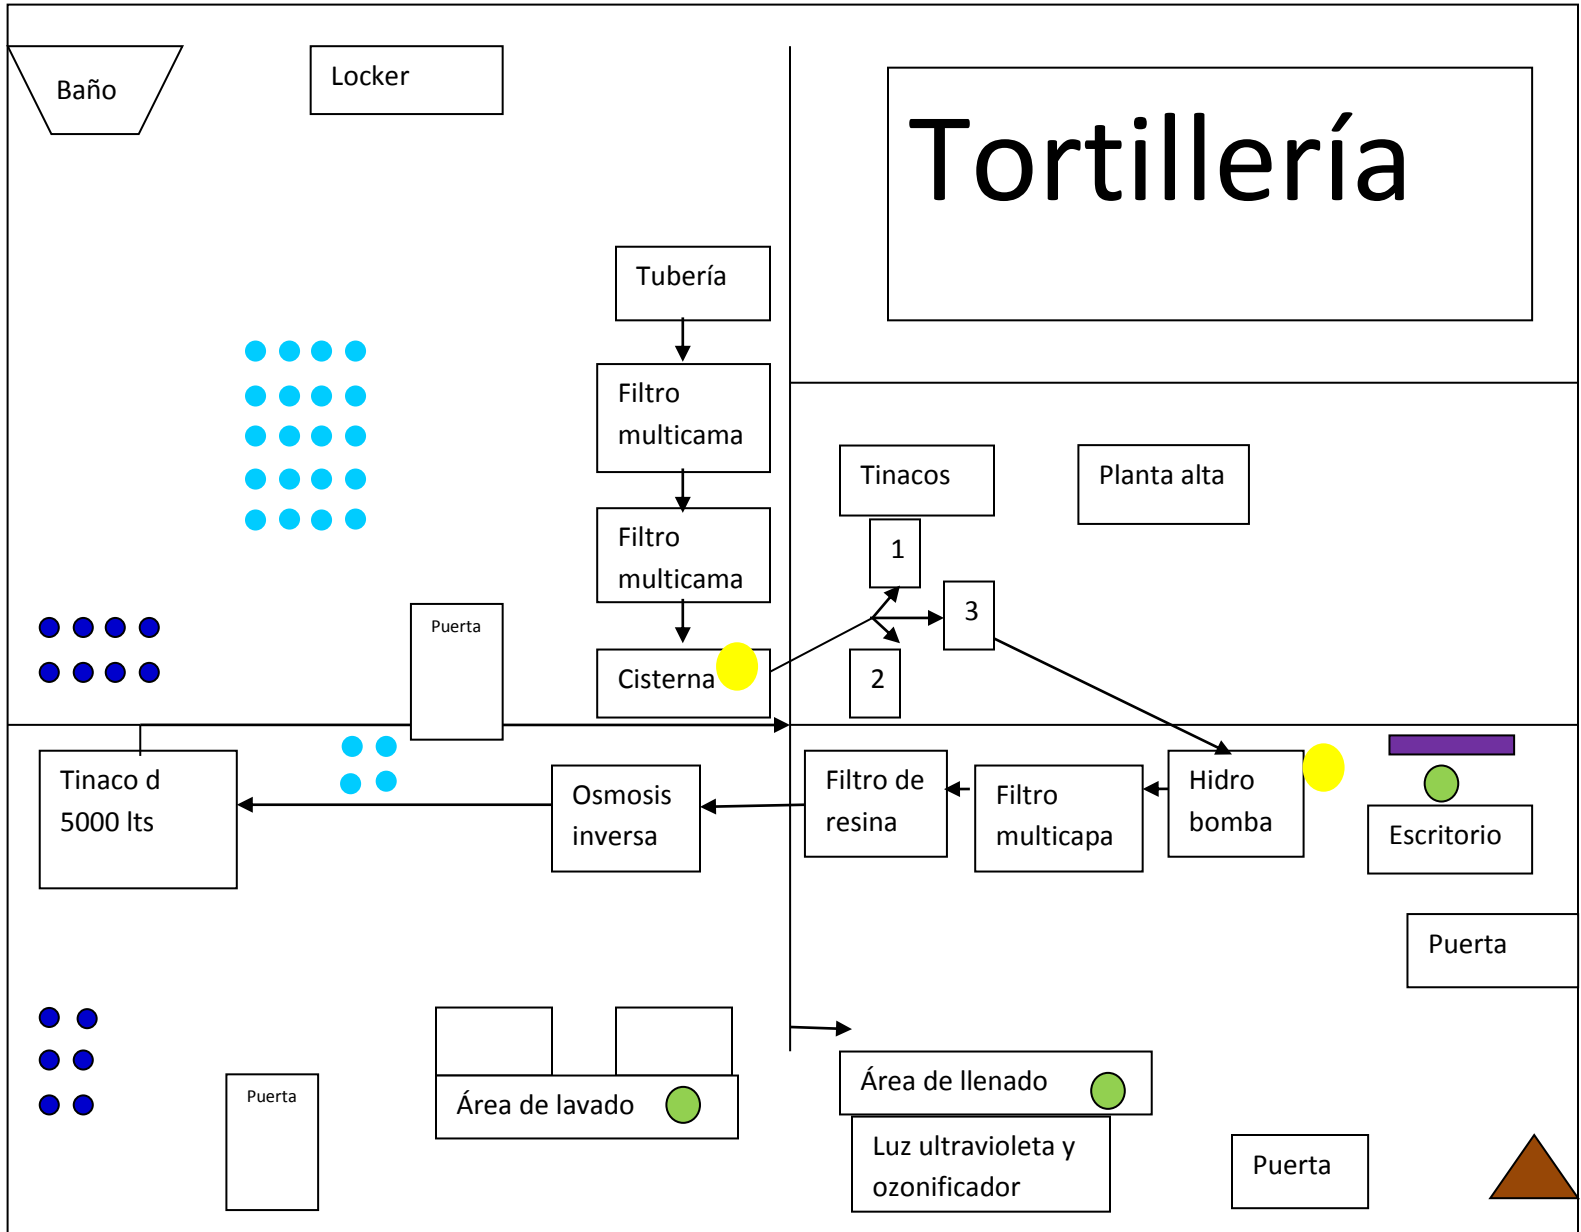 Baño
Locker
Tortillería
Tubería
Filtro
multicama
Filtro
multicama
Cisterna
Puerta
Tinacos
Planta alta
1
3
2
Tinaco d
5000 lts
Osmosis
inversa
Filtro de
resina
Filtro
multicapa
Hidro
bomba
Escritorio
Puerta
Puerta
Área de lavado
Área de llenado
Luz ultravioleta y
ozonificador
Puerta